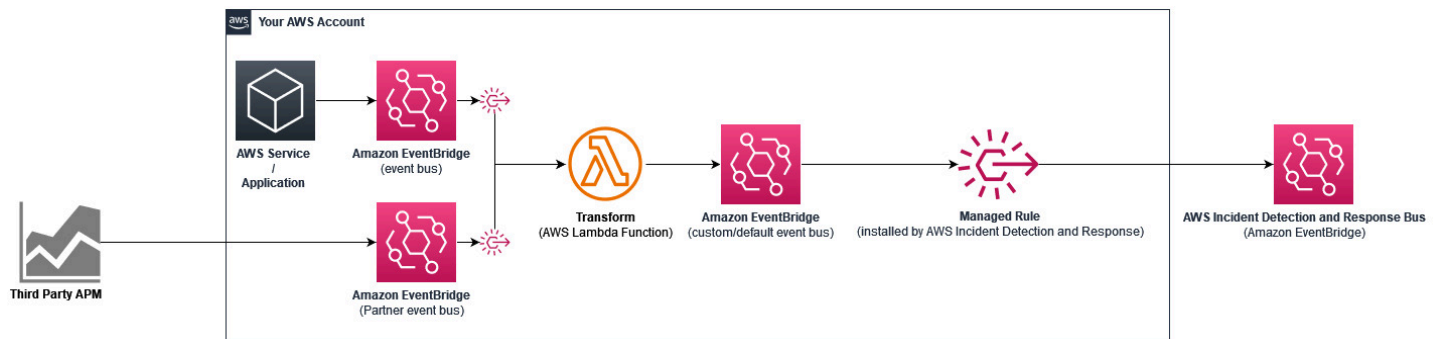 aws
Your AWS Account
AWS Service
/
Application
Amazon EventBridge
(event bus)
Third Party APM
Amazon EventBridge
(Partner event bus)
Transform
(AWS Lambda Function)
Amazon EventBridge
(custom/default event bus)
Managed Rule
(installed by AWS Incident Detection and Response)
AWS Incident Detection and Response Bus
(Amazon EventBridge)